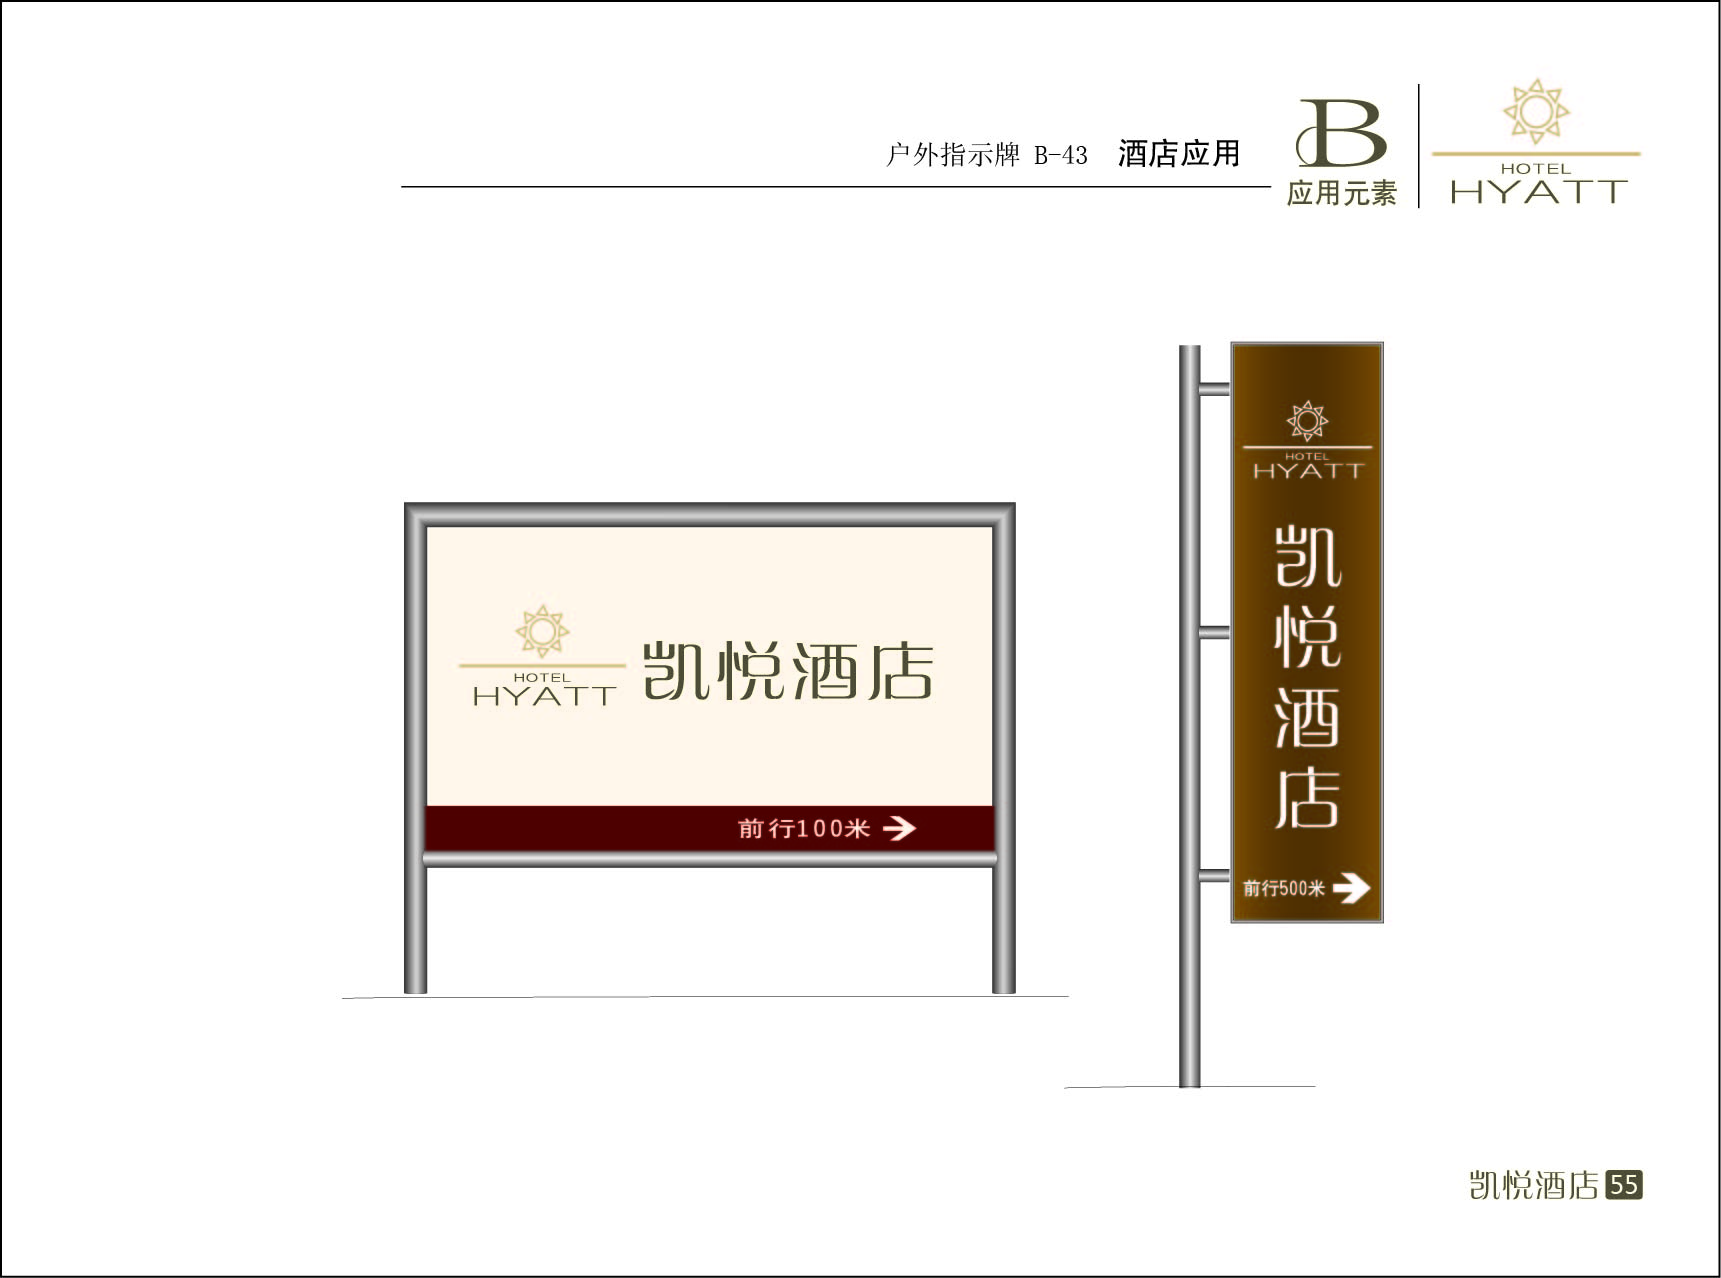 户外指示牌 B-43 酒店应用
B
应用元素
HOTEL
HYATT
HOTEL
HYATT
凯悦酒店
前行100米
HOTEL
HYATT
凯
悦
酒
店
前行500米
凯悦酒店 55